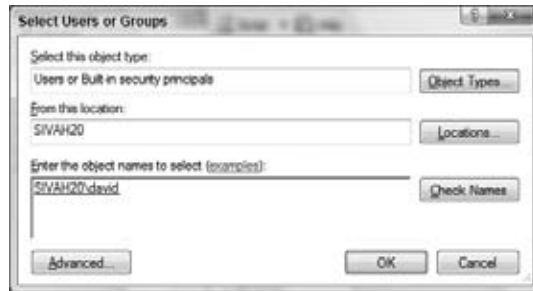 Select Users or Groups
Select this object type:
Users or Built-in security principals
Object Types...
From this location:
SIVAH20
Locations...
Enter the object names to select (examples):
SIVAH20\david
Check Names
Advanced...
OK
Cancel